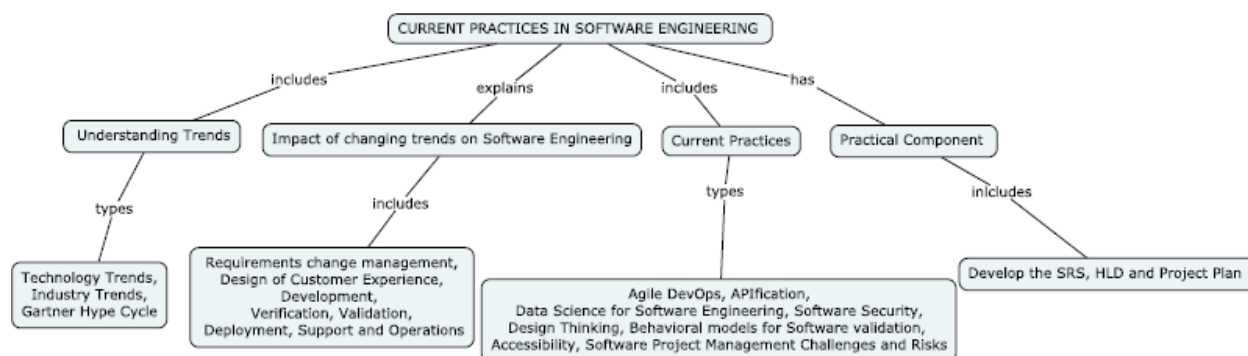 CURRENT PRACTICES IN SOFTWARE ENGINEERING
includes
explains
includes
has
Understanding Trends
Impact of changing trends on Software Engineering
Current Practices
Practical Component
types
includes
types
includes
Technology Trends,
Industry Trends,
Gartner Hype Cycle
Requirements change management,
Design of Customer Experience,
Development,
Verification, Validation,
Deployment, Support and Operations
Agile DevOps, APIfication,
Data Science for Software Engineering, Software Security,
Design Thinking, Behavioral models for Software validation,
Accessibility, Software Project Management Challenges and Risks
Develop the SRS, HLD and Project Plan